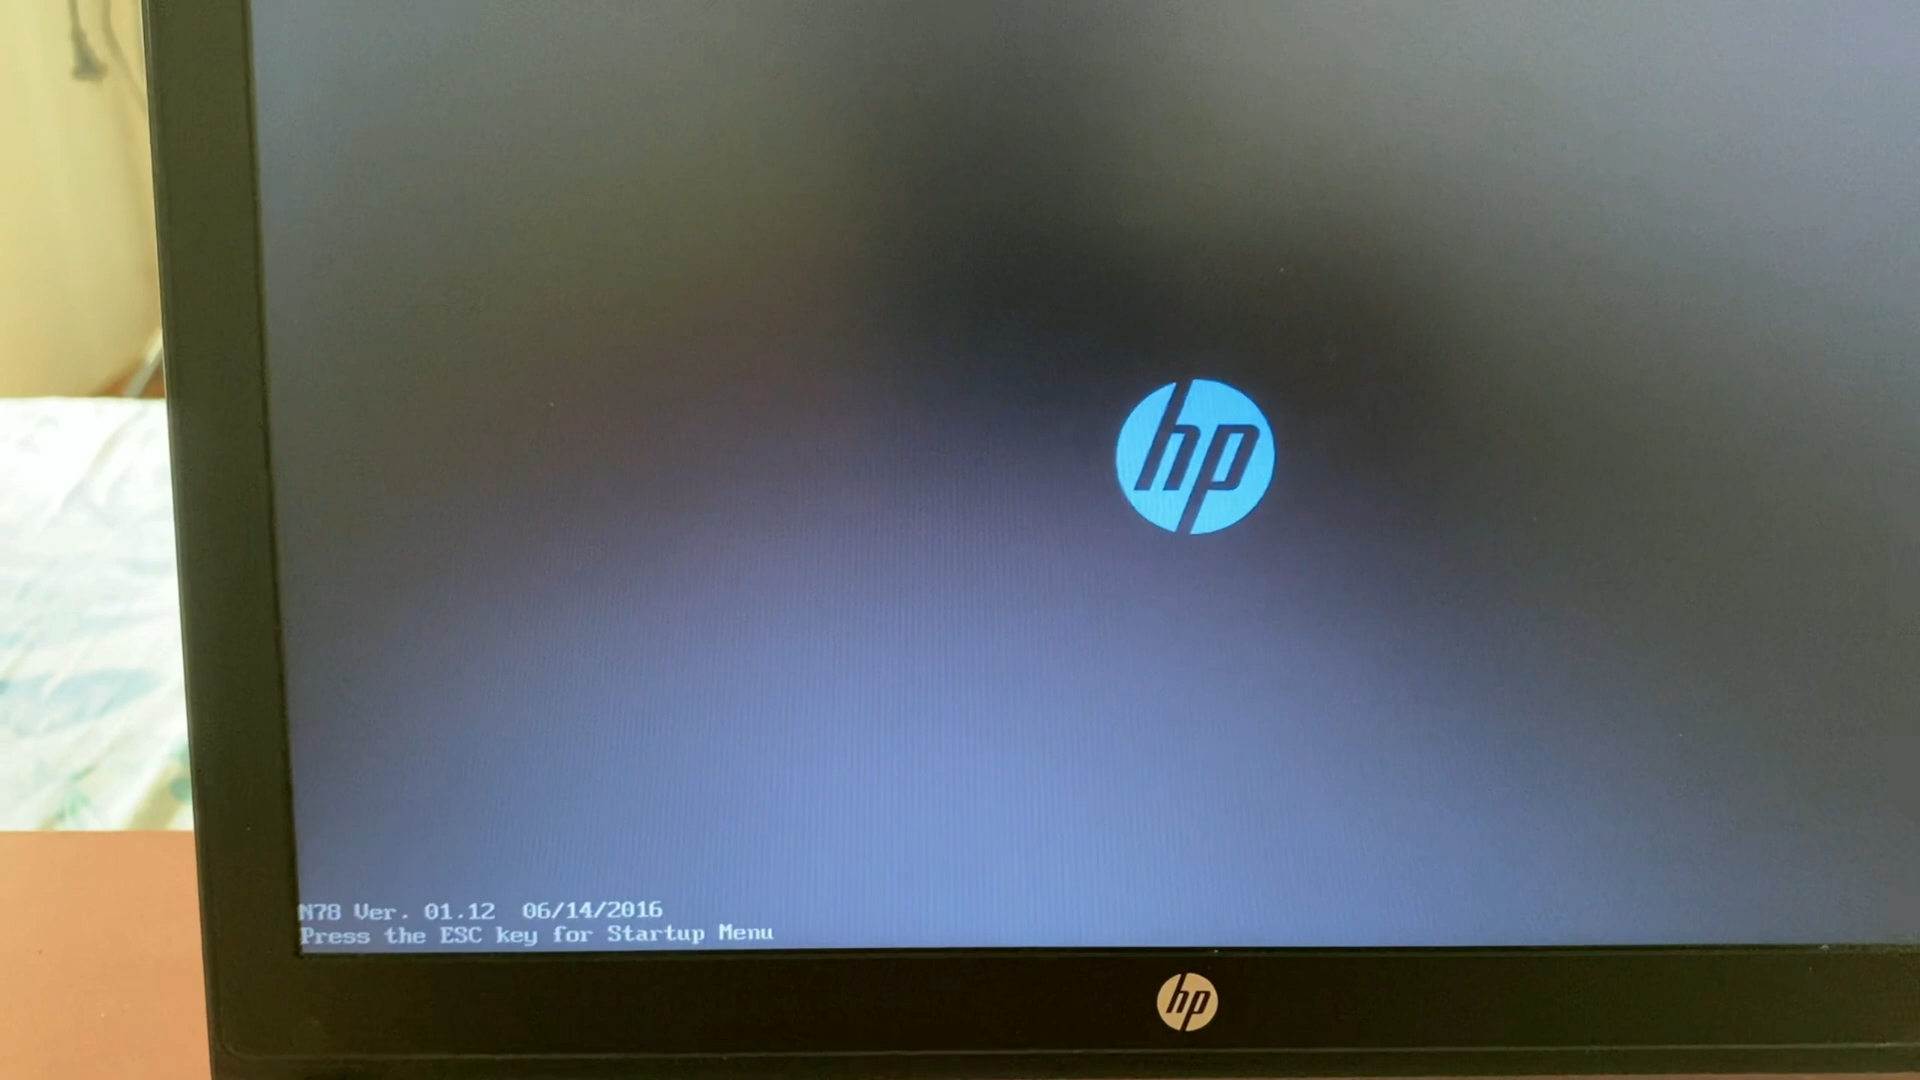 hp
N78 Ver. 01.12 06/14/2016
Press the ESC key for Startup Menu
hp